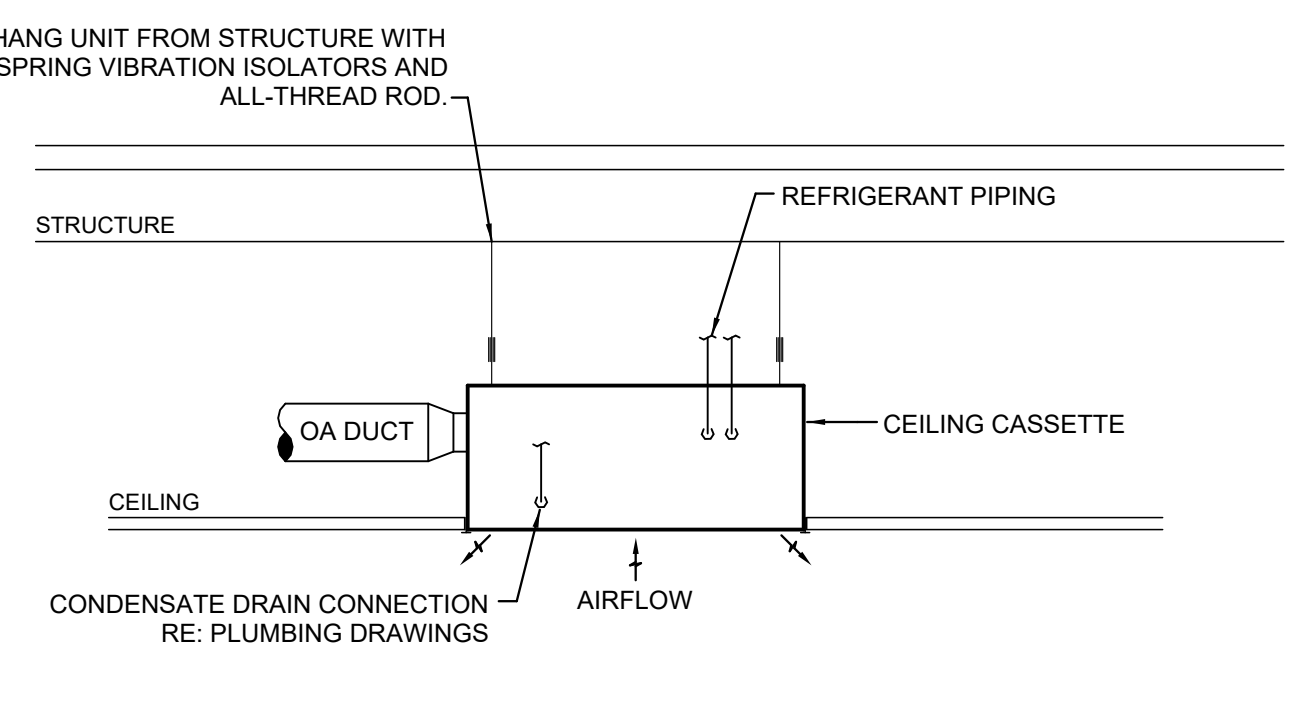 HANG UNIT FROM STRUCTURE WITH
SPRING VIBRATION ISOLATORS AND
ALL-THREAD ROD.
REFRIGERANT PIPING
STRUCTURE
CEILING CASSETTE
OA DUCT
CEILING
CONDENSATE DRAIN CONNECTION
RE: PLUMBING DRAWINGS
AIRFLOW